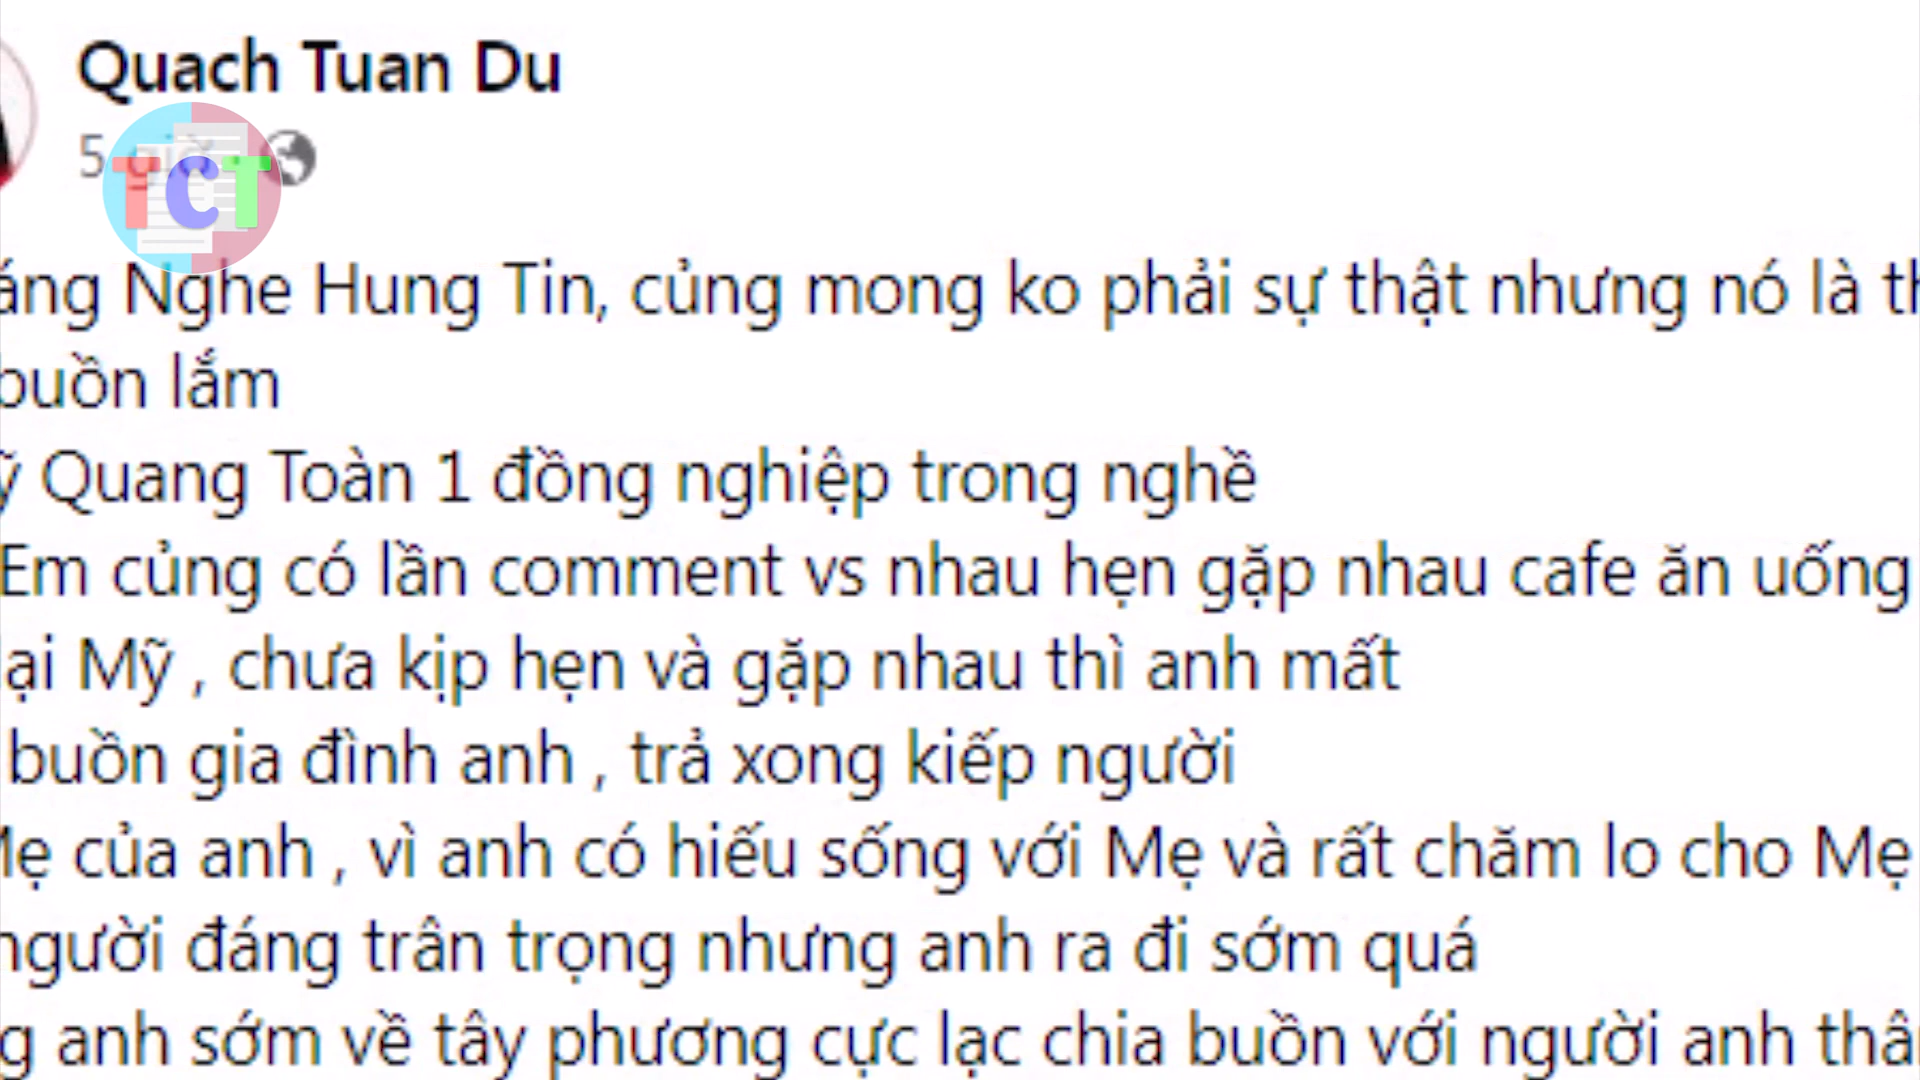 Quach Tuan Du
5 giờ
TCT
áng Nghe Hung Tin, củng mong ko phải sự thật nhưng nó là th
buồn lắm
ỹ Quang Toàn 1 đồng nghiệp trong nghề
Em củng có lần comment vs nhau hẹn gặp nhau cafe ăn uống
ại Mỹ , chưa kịp hẹn và gặp nhau thì anh mất
buồn gia đình anh , trả xong kiếp người
Mẹ của anh , vì anh có hiếu sống với Mẹ và rất chăm lo cho Mẹ
người đáng trân trọng nhưng anh ra đi sớm quá
g anh sớm về tây phương cực lạc chia buồn với người anh thâ